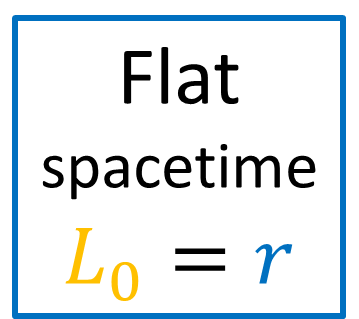 Flat
spacetime
L₀ = r